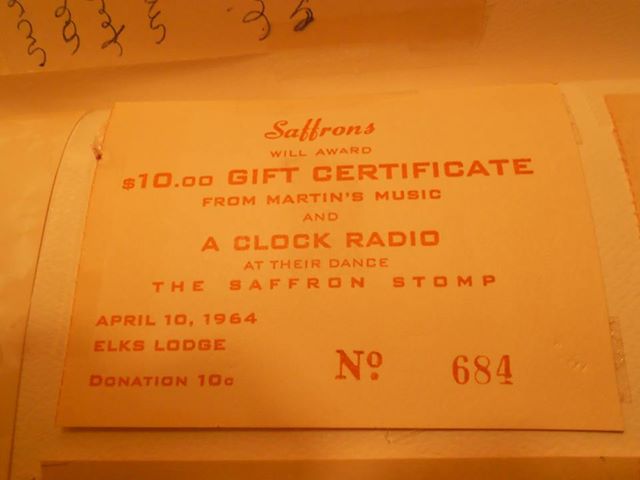 Saffrons
WILL AWARD
$10.00 GIFT CERTIFICATE
FROM MARTIN'S MUSIC
AND
A CLOCK RADIO
AT THEIR DANCE
THE SAFFRON STOMP
APRIL 10, 1964
ELKS LODGE
DONATION 10c
Nº 684